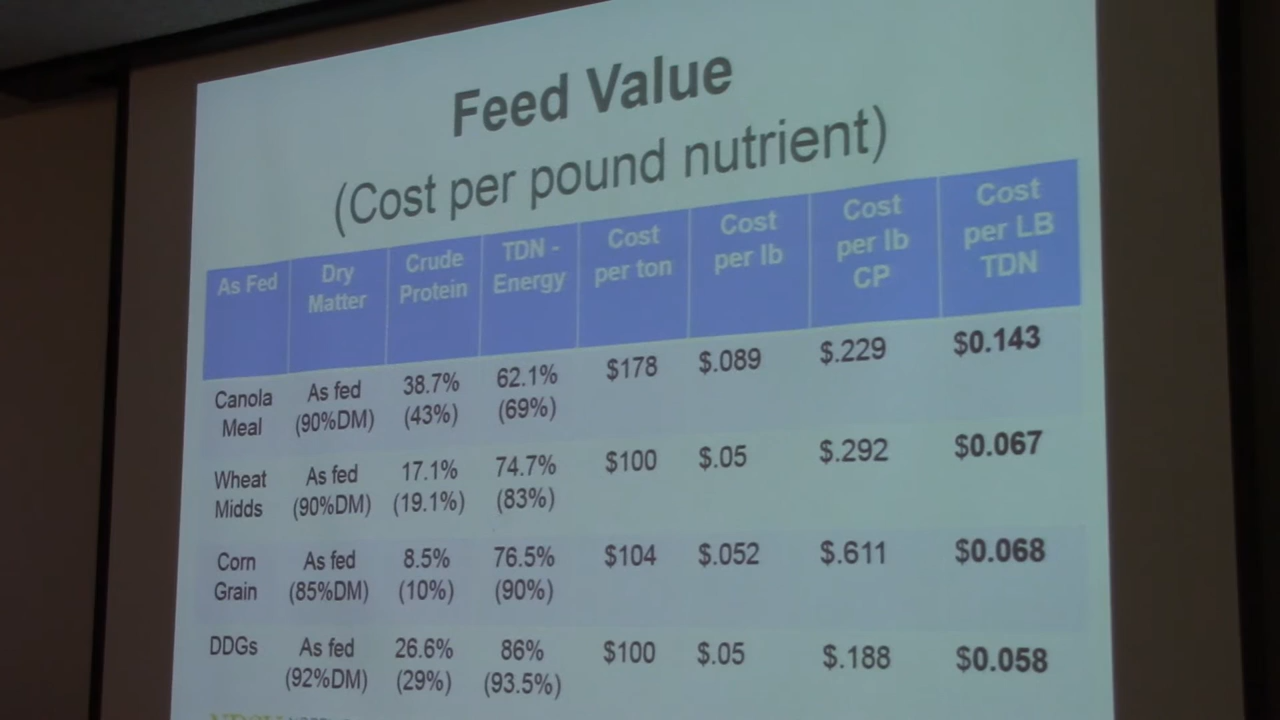 Feed Value
(Cost per pound nutrient)
As Fed
Dry
Matter
Crude
Protein
TDN -
Energy
Cost
per ton
Cost
per lb
Cost
per lb
CP
Cost
per LB
TDN
Canola
Meal
As fed
(90%DM)
38.7%
(43%)
62.1%
(69%)
$178
$.089
$.229
$0.143
Wheat
Midds
As fed
(90%DM)
17.1%
(19.1%)
74.7%
(83%)
$100
$.05
$.292
$0.067
Corn
Grain
As fed
(85%DM)
8.5%
(10%)
76.5%
(90%)
$104
$.052
$.611
$0.068
DDGs
As fed
(92%DM)
26.6%
(29%)
86%
(93.5%)
$100
$.05
$.188
$0.058